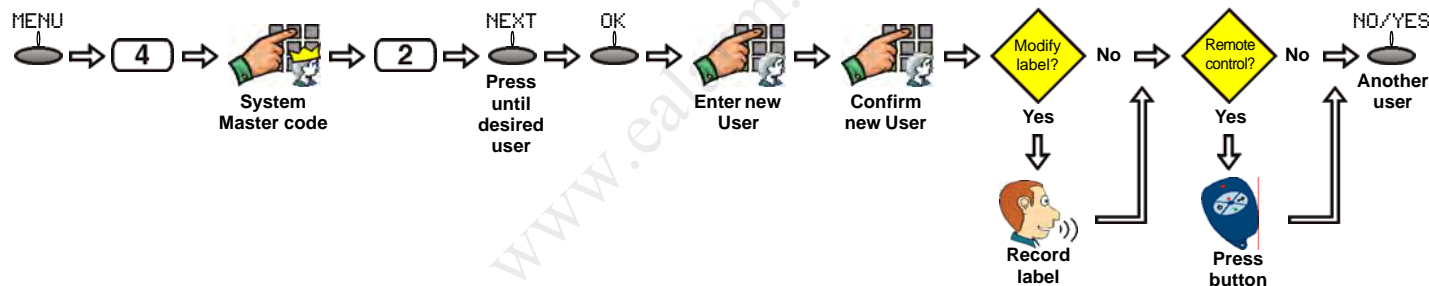 MENU
4
System
Master code
2
NEXT
Press
until
desired
user
OK
Enter new
User
Confirm
new User
Modify
label?
No
Yes
Record
label
Remote
control?
No
Yes
Press
button
NO/YES
Another
user